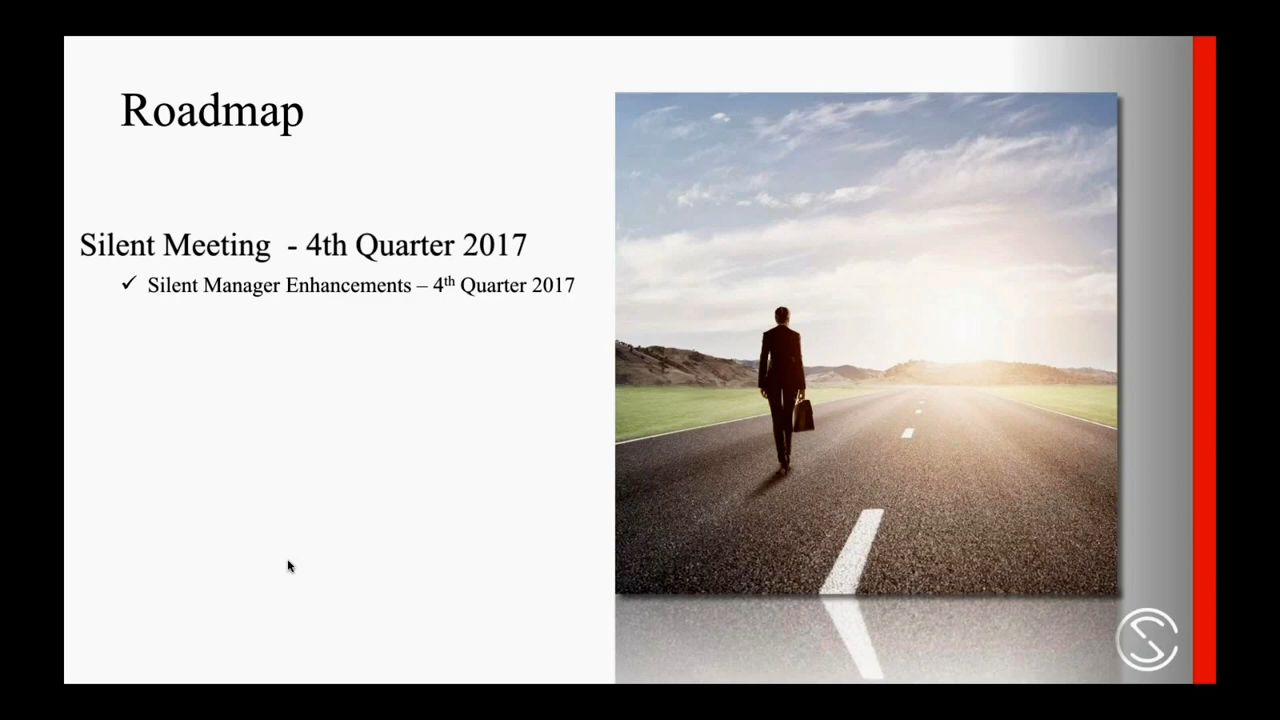 Roadmap
Silent Meeting - 4th Quarter 2017
✓ Silent Manager Enhancements – 4th Quarter 2017